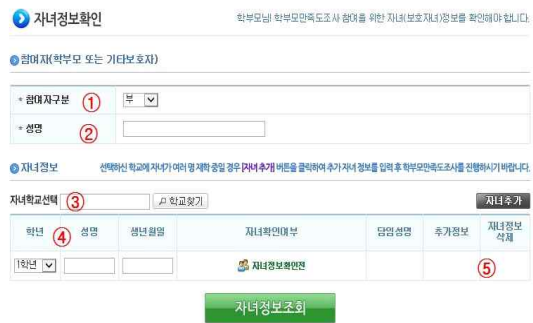 자녀정보확인
학부모님! 학부모만족도조사 참여를 위한 자녀(보호자녀)정보를 확인해야 합니다.
참여자(학부모 또는 기타보호자)
* 참여자구분 ① 부
* 성명 ②
자녀정보 선택하신 학교에 자녀가 여러 명 재학 중일 경우 [자녀 추가] 버튼을 클릭하여 추가 자녀 정보를 입력 후 학부모만족도조사를 진행하시기 바랍니다.
자녀학교선택 ③ 학교찾기 자녀추가
학년 ④ 성명 생년월일 자녀확인여부 담임성명 추가정보 자녀정보
삭제
1학년 자녀정보확인전 ⑤
자녀정보조회